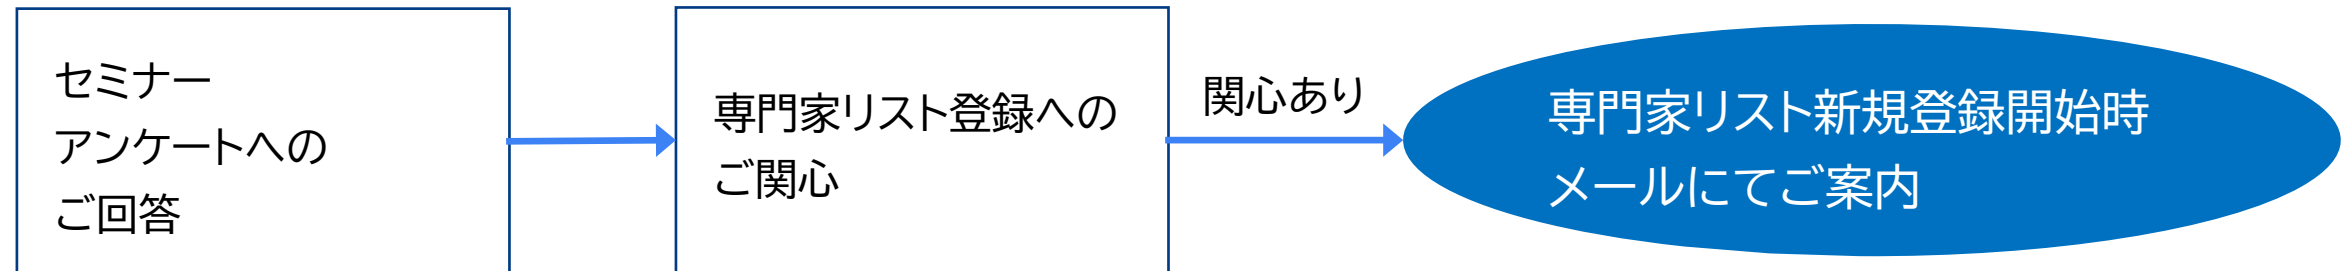 セミナー
アンケートへの
ご回答
専門家リスト登録への
ご関心
関心あり
専門家リスト新規登録開始時
メールにてご案内